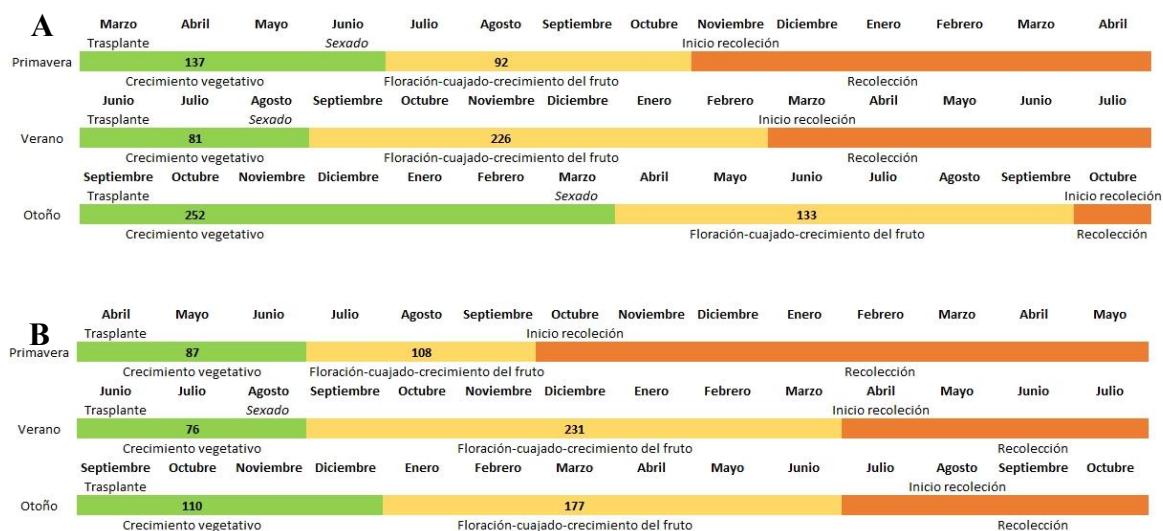 A
Marzo Abril Mayo Junio Julio Agosto Septiembre Octubre Noviembre Diciembre Enero Febrero Marzo Abril
Trasplante Sexado Inicio recoleción
Primavera 137 92
Crecimiento vegetativo Floración-cuajado-crecimiento del fruto Recolección
Junio Julio Agosto Septiembre Octubre Noviembre Diciembre Enero Febrero Marzo Abril Mayo Junio Julio
Trasplante Sexado Inicio recoleción
Verano 81 226
Crecimiento vegetativo Floración-cuajado-crecimiento del fruto Recolección
Septiembre Octubre Noviembre Diciembre Enero Febrero Marzo Abril Mayo Junio Julio Agosto Septiembre Octubre
Trasplante Sexado Inicio recoleción
Otoño 252 133
Crecimiento vegetativo Floración-cuajado-crecimiento del fruto Recolección
B
Abril Mayo Junio Julio Agosto Septiembre Octubre Noviembre Diciembre Enero Febrero Marzo Abril Mayo
Trasplante Inicio recoleción
Primavera 87 108
Crecimiento vegetativo Floración-cuajado-crecimiento del fruto Recolección
Junio Julio Agosto Septiembre Octubre Noviembre Diciembre Enero Febrero Marzo Abril Mayo Junio Julio
Trasplante Sexado Inicio recoleción
Verano 76 231
Crecimiento vegetativo Floración-cuajado-crecimiento del fruto Recolección
Septiembre Octubre Noviembre Diciembre Enero Febrero Marzo Abril Mayo Junio Julio Agosto Septiembre Octubre
Trasplante Inicio recoleción
Otoño 110 177
Crecimiento vegetativo Floración-cuajado-crecimiento del fruto Recolección